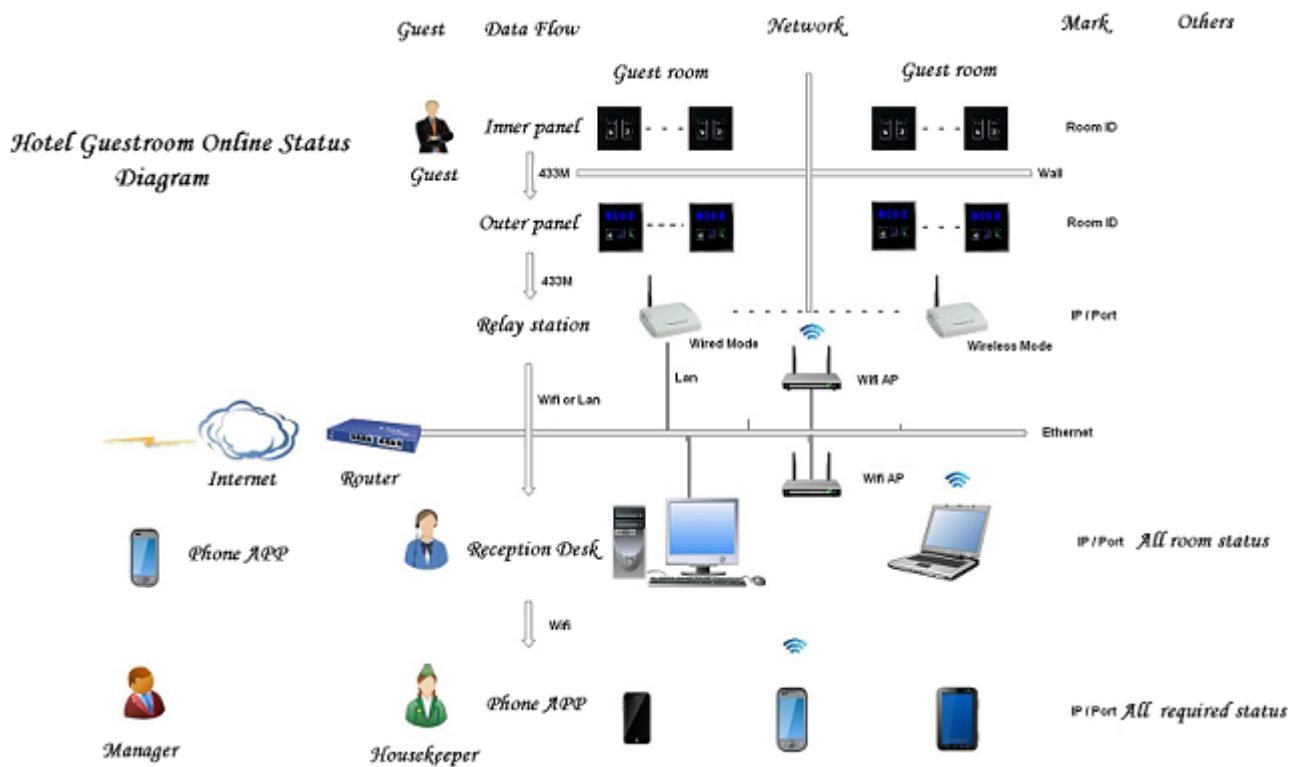 Guest Data Flow Network Mark Others
Guest room Guest room
Hotel Guestroom Online Status
Diagram
Inner panel Room ID
Guest 433M Wall
Outer panel Room ID
433M
Relay station IP / Port
Wired Mode Wireless Mode
Lan Wifi AP
Wifi or Lan
Ethernet
Internet Router Wifi AP
Phone APP Reception Desk IP / Port All room status
Wifi
Phone APP IP / Port All required status
Manager Housekeeper